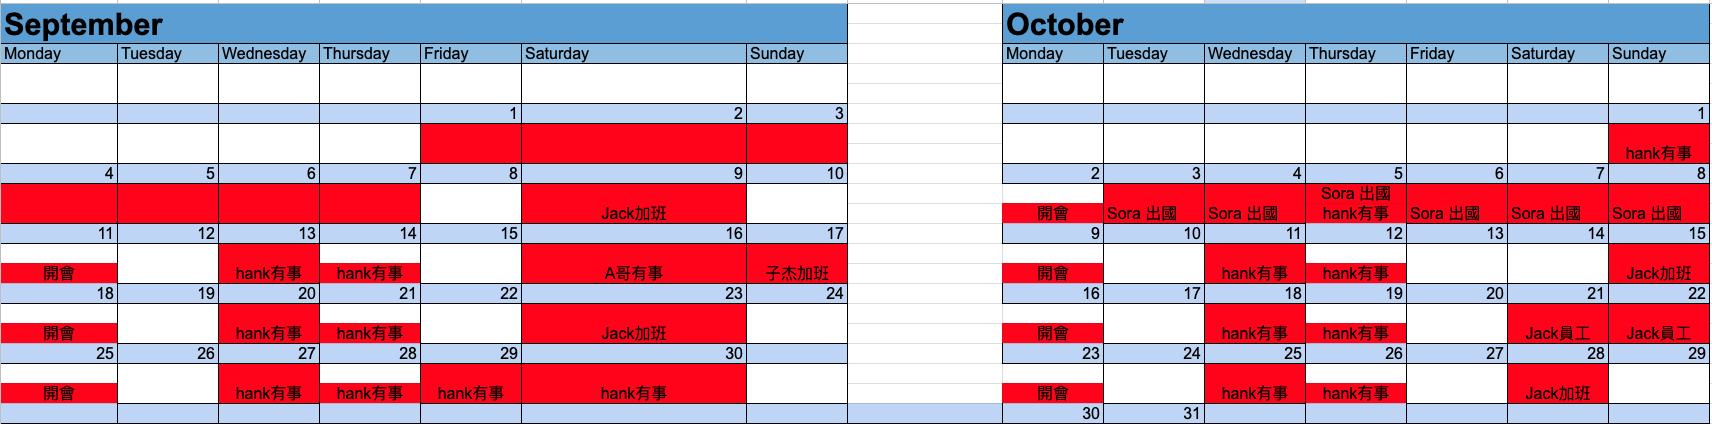 September
Monday Tuesday Wednesday Thursday Friday Saturday Sunday
1 2 3
4 5 6 7 8 9 10
Jack加班
11 12 13 14 15 16 17
開會 hank有事 hank有事 A哥有事 子杰加班
18 19 20 21 22 23 24
開會 hank有事 hank有事 Jack加班
25 26 27 28 29 30
開會 hank有事 hank有事 hank有事 hank有事
October
Monday Tuesday Wednesday Thursday Friday Saturday Sunday
1
hank有事
2 3 4 5 6 7 8
Sora 出國
開會 Sora 出國 Sora 出國 hank有事 Sora 出國 Sora 出國 Sora 出國
9 10 11 12 13 14 15
開會 hank有事 hank有事 Jack加班
16 17 18 19 20 21 22
開會 hank有事 hank有事 Jack員工 Jack員工
23 24 25 26 27 28 29
開會 hank有事 hank有事 Jack加班
30 31